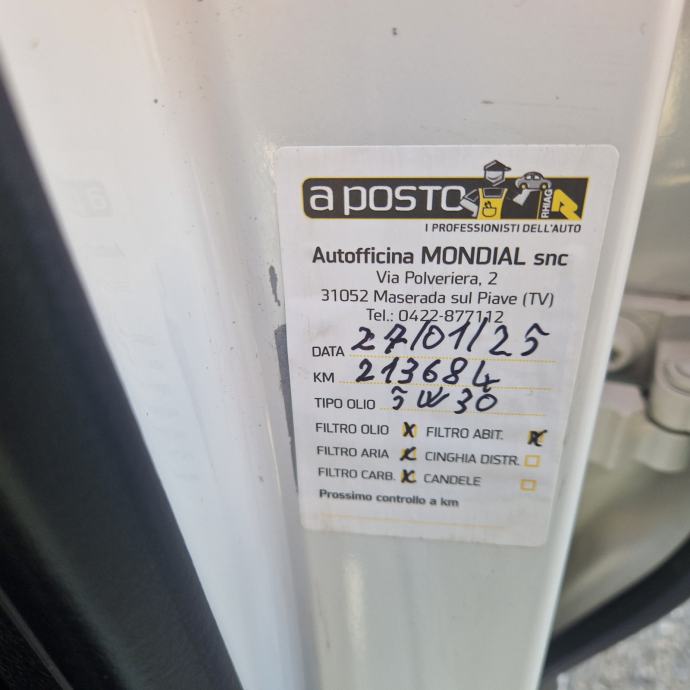 a POSTO
RHIAG
I PROFESSIONISTI DELL'AUTO
Autofficina MONDIAL snc
Via Polveriera, 2
31052 Maserada sul Piave (TV)
Tel.: 0422-877112
DATA 27/01/25
KM 213684
TIPO OLIO 5W30
FILTRO OLIO X FILTRO ABIT. X
FILTRO ARIA X CINGHIA DISTR.
FILTRO CARB. X CANDELE
Prossimo controllo a km